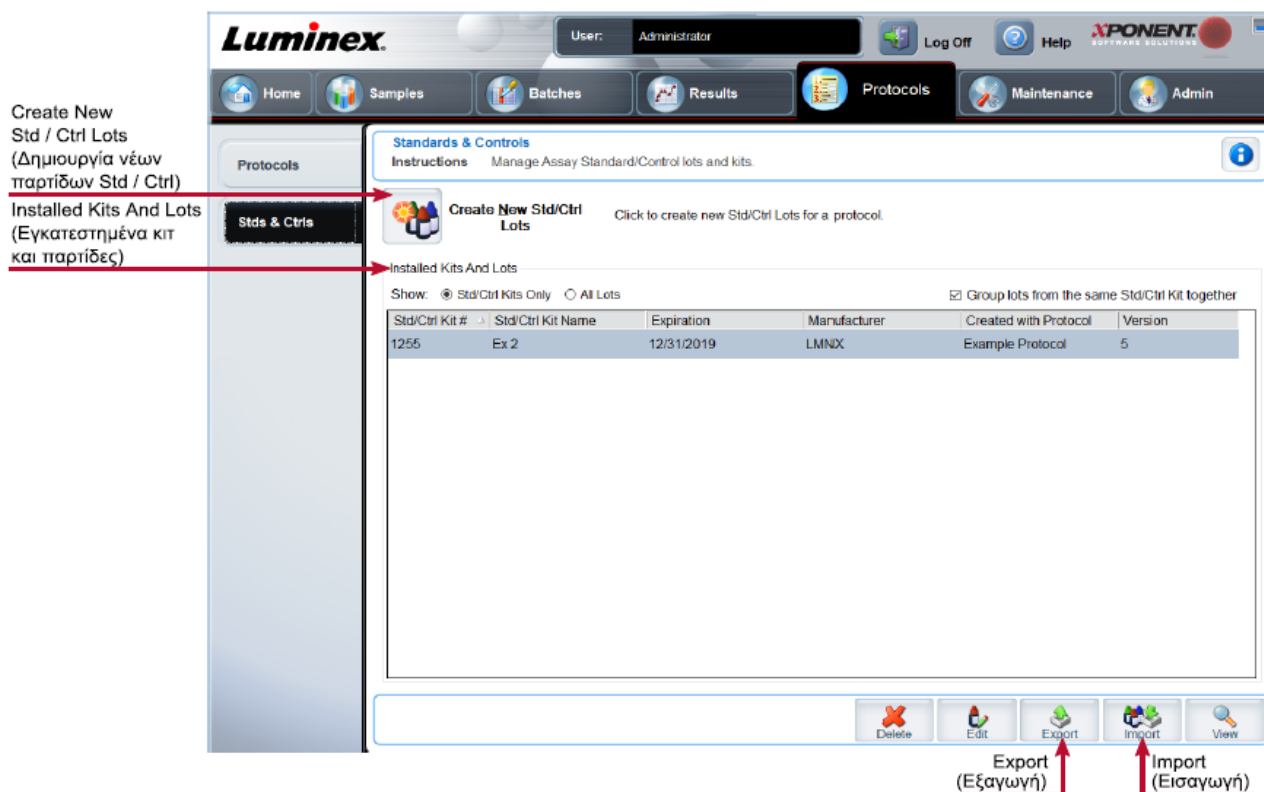 Luminex.
User:
Administrator
Log Off
Help
XPONENT.
SOFTWARE SOLUTIONS
Home
Samples
Batches
Results
Protocols
Maintenance
Admin
Create New
Std / Ctrl Lots
(Δημιουργία νέων
παρτίδων Std / Ctrl)
Installed Kits And Lots
(Εγκατεστημένα κιτ
και παρτίδες)
Protocols
Stds & Ctrls
Standards & Controls
Instructions Manage Assay Standard/Control lots and kits.
Create New Std/Ctrl
Lots
Click to create new Std/Ctrl Lots for a protocol.
Installed Kits And Lots
Show: Std/Ctrl Kits Only All Lots
Group lots from the same Std/Ctrl Kit together
Std/Ctrl Kit # Std/Ctrl Kit Name Expiration Manufacturer Created with Protocol Version
1255 Ex 2 12/31/2019 LMNX Example Protocol 5
Delete
Edit
Export
Import
View
Export
(Εξαγωγή)
Import
(Εισαγωγή)